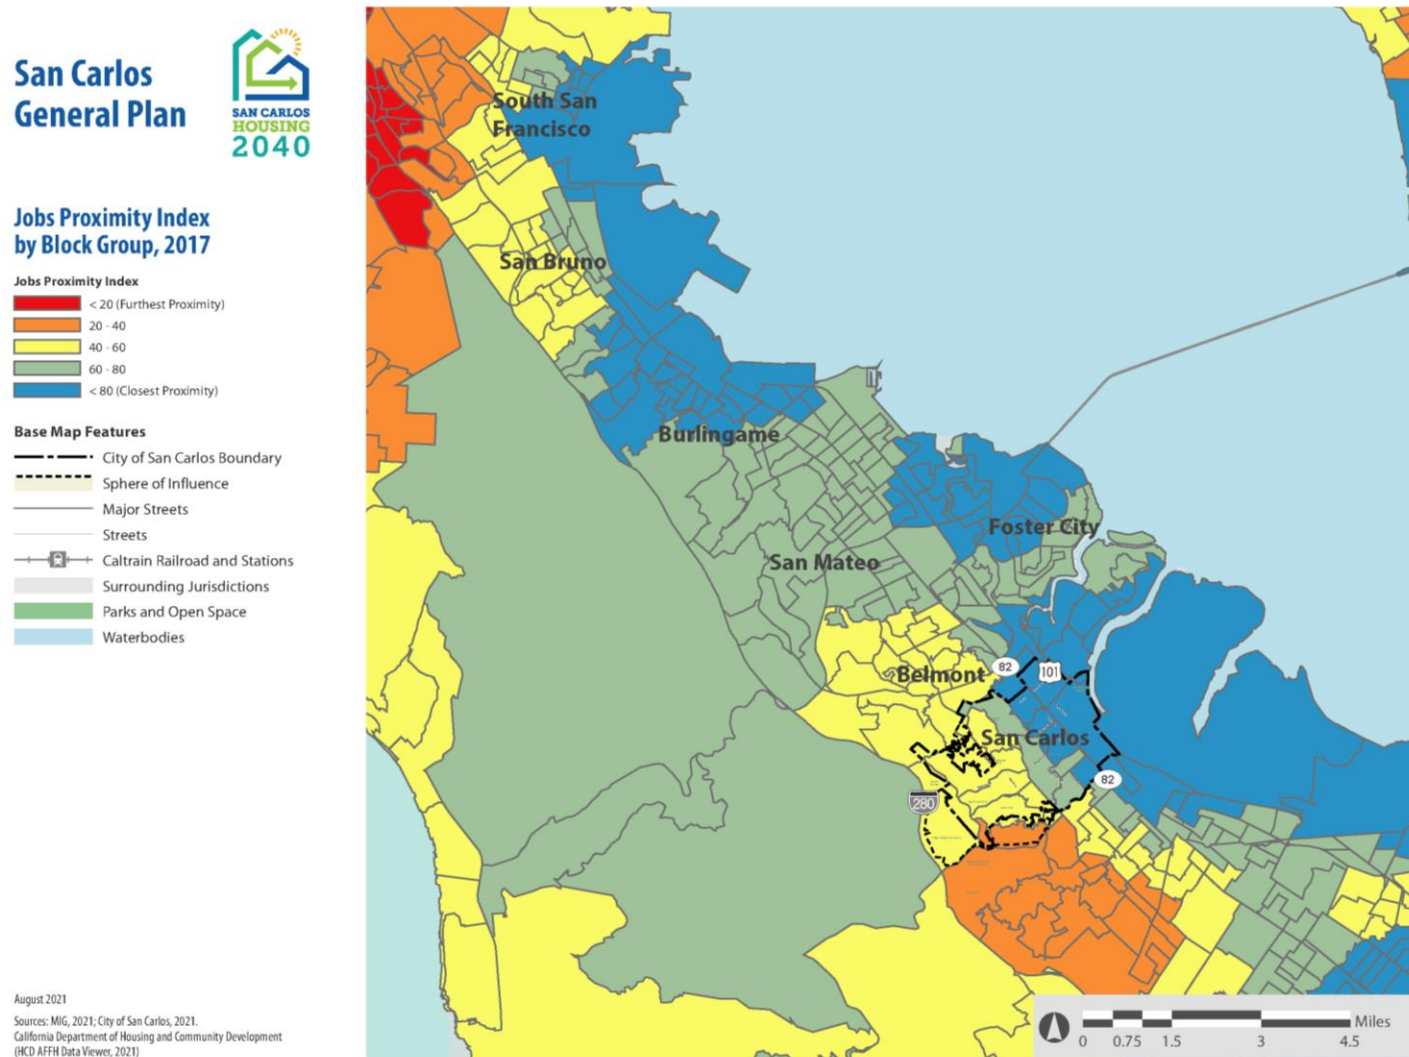 San Carlos
General Plan
SAN CARLOS
HOUSING
2040
Jobs Proximity Index
by Block Group, 2017
Jobs Proximity Index
< 20 (Furthest Proximity)
20 - 40
40 - 60
60 - 80
< 80 (Closest Proximity)
Base Map Features
City of San Carlos Boundary
Sphere of Influence
Major Streets
Streets
Caltrain Railroad and Stations
Surrounding Jurisdictions
Parks and Open Space
Waterbodies
August 2021
Sources: MIG, 2021; City of San Carlos, 2021.
California Department of Housing and Community Development
(HCD AFFH Data Viewer, 2021)
South San
Francisco
San Bruno
Burlingame
Foster City
San Mateo
Belmont
82
101
San Carlos
82
280
Miles
0 0.75 1.5 3 4.5